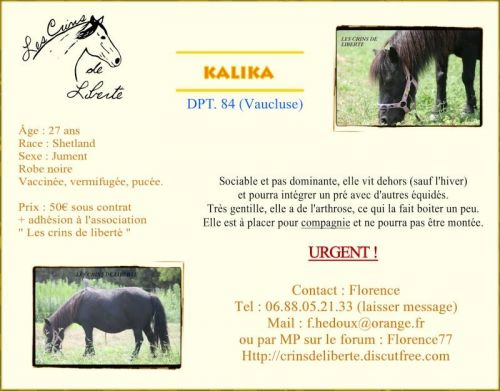 Les Crins
de
Liberté
KALIKA
DPT. 84 (Vaucluse)
LES CRINS DE
LIBERTE
Âge : 27 ans
Race : Shetland
Sexe : Jument
Robe noire
Vaccinée, vermifugée, pucée.
Prix : 50€ sous contrat
+ adhésion à l'association
" Les crins de liberté "
Sociable et pas dominante, elle vit dehors (sauf l'hiver)
et pourra intégrer un pré avec d'autres équidés.
Très gentille, elle a de l'arthrose, ce qui la fait boiter un peu.
Elle est à placer pour compagnie et ne pourra pas être montée.
URGENT !
LES CRINS DE LIBERTE
Contact : Florence
Tel : 06.88.05.21.33 (laisser message)
Mail : f.hedoux@orange.fr
ou par MP sur le forum : Florence77
Http://crinsdeliberte.discutfree.com